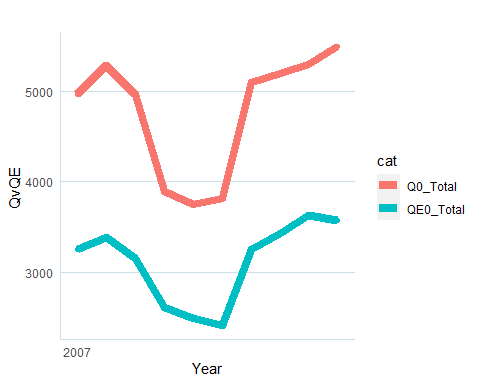 5000
4000
3000
QvQE
2007
Year
cat
Q0_Total
QE0_Total